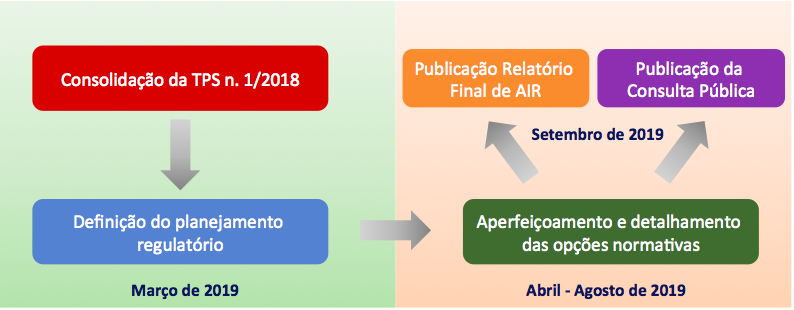 Consolidação da TPS n. 1/2018
Definição do planejamento
regulatório
Março de 2019
Publicação Relatório
Final de AIR
Publicação da
Consulta Pública
Setembro de 2019
Aperfeiçoamento e detalhamento
das opções normativas
Abril - Agosto de 2019